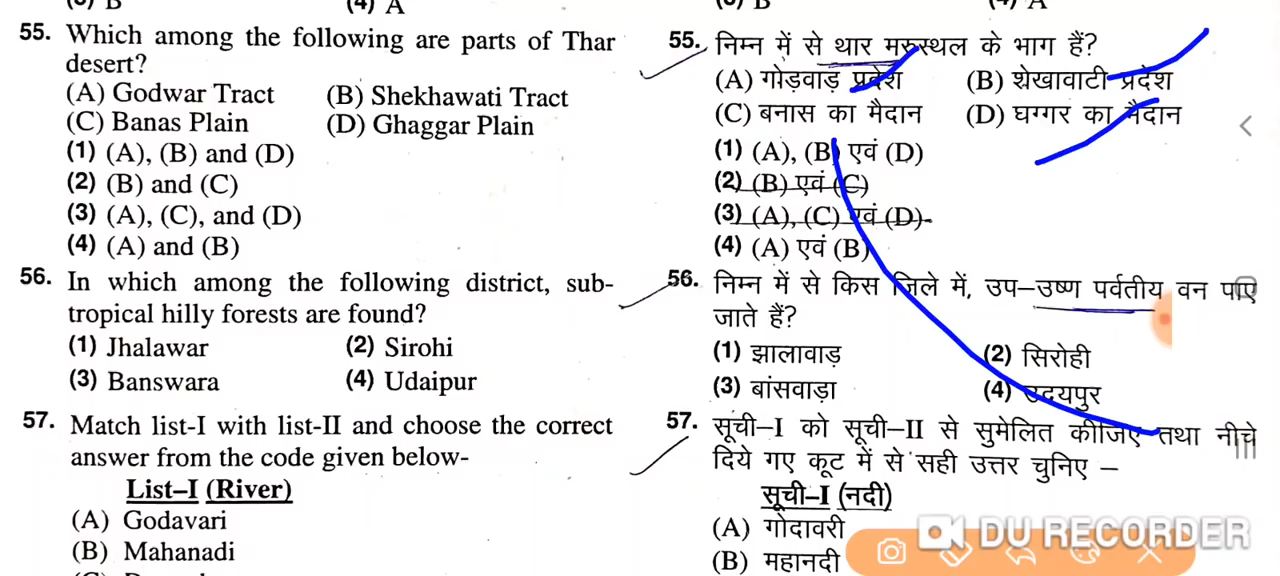 (3) B
(4) A
55. Which among the following are parts of Thar
desert?
(A) Godwar Tract (B) Shekhawati Tract
(C) Banas Plain (D) Ghaggar Plain
(1) (A), (B) and (D)
(2) (B) and (C)
(3) (A), (C), and (D)
(4) (A) and (B)
56. In which among the following district, sub-
tropical hilly forests are found?
(1) Jhalawar (2) Sirohi
(3) Banswara (4) Udaipur
57. Match list-I with list-II and choose the correct
answer from the code given below-
List–I (River)
(A) Godavari
(B) Mahanadi
(3) B
(4) A
55. निम्न में से थार मरुस्थल के भाग हैं?
(A) गोड़वाड़ प्रदेश (B) शेखावाटी प्रदेश
(C) बनास का मैदान (D) घग्गर का मैदान
(1) (A), (B) एवं (D)
(2) (B) एवं (C)
(3) (A), (C) एवं (D)
(4) (A) एवं (B)
56. निम्न में से किस जिले में, उप–उष्ण पर्वतीय वन पाए
जाते हैं?
(1) झालावाड़ (2) सिरोही
(3) बांसवाड़ा (4) उदयपुर
57. सूची–I को सूची–II से सुमेलित कीजिए तथा नीचे
दिये गए कूट में से सही उत्तर चुनिए –
सूची–I (नदी)
(A) गोदावरी
(B) महानदी
DU RECORDER